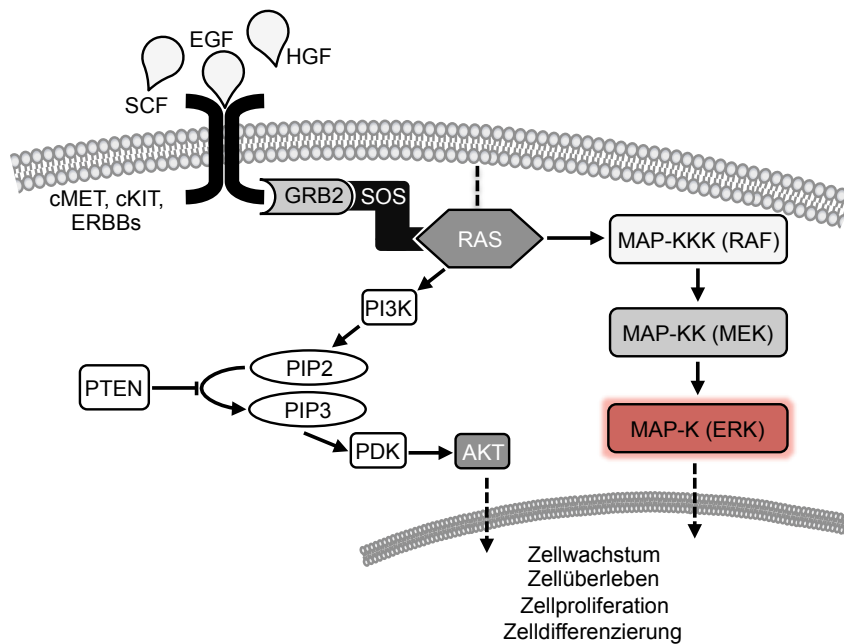 EGF
HGF
SCF
cMET, cKIT,
ERBBs
GRB2
SOS
RAS
MAP-KKK (RAF)
PI3K
MAP-KK (MEK)
PIP2
PTEN
PIP3
MAP-K (ERK)
PDK
AKT
Zellwachstum
Zellüberleben
Zellproliferation
Zelldifferenzierung